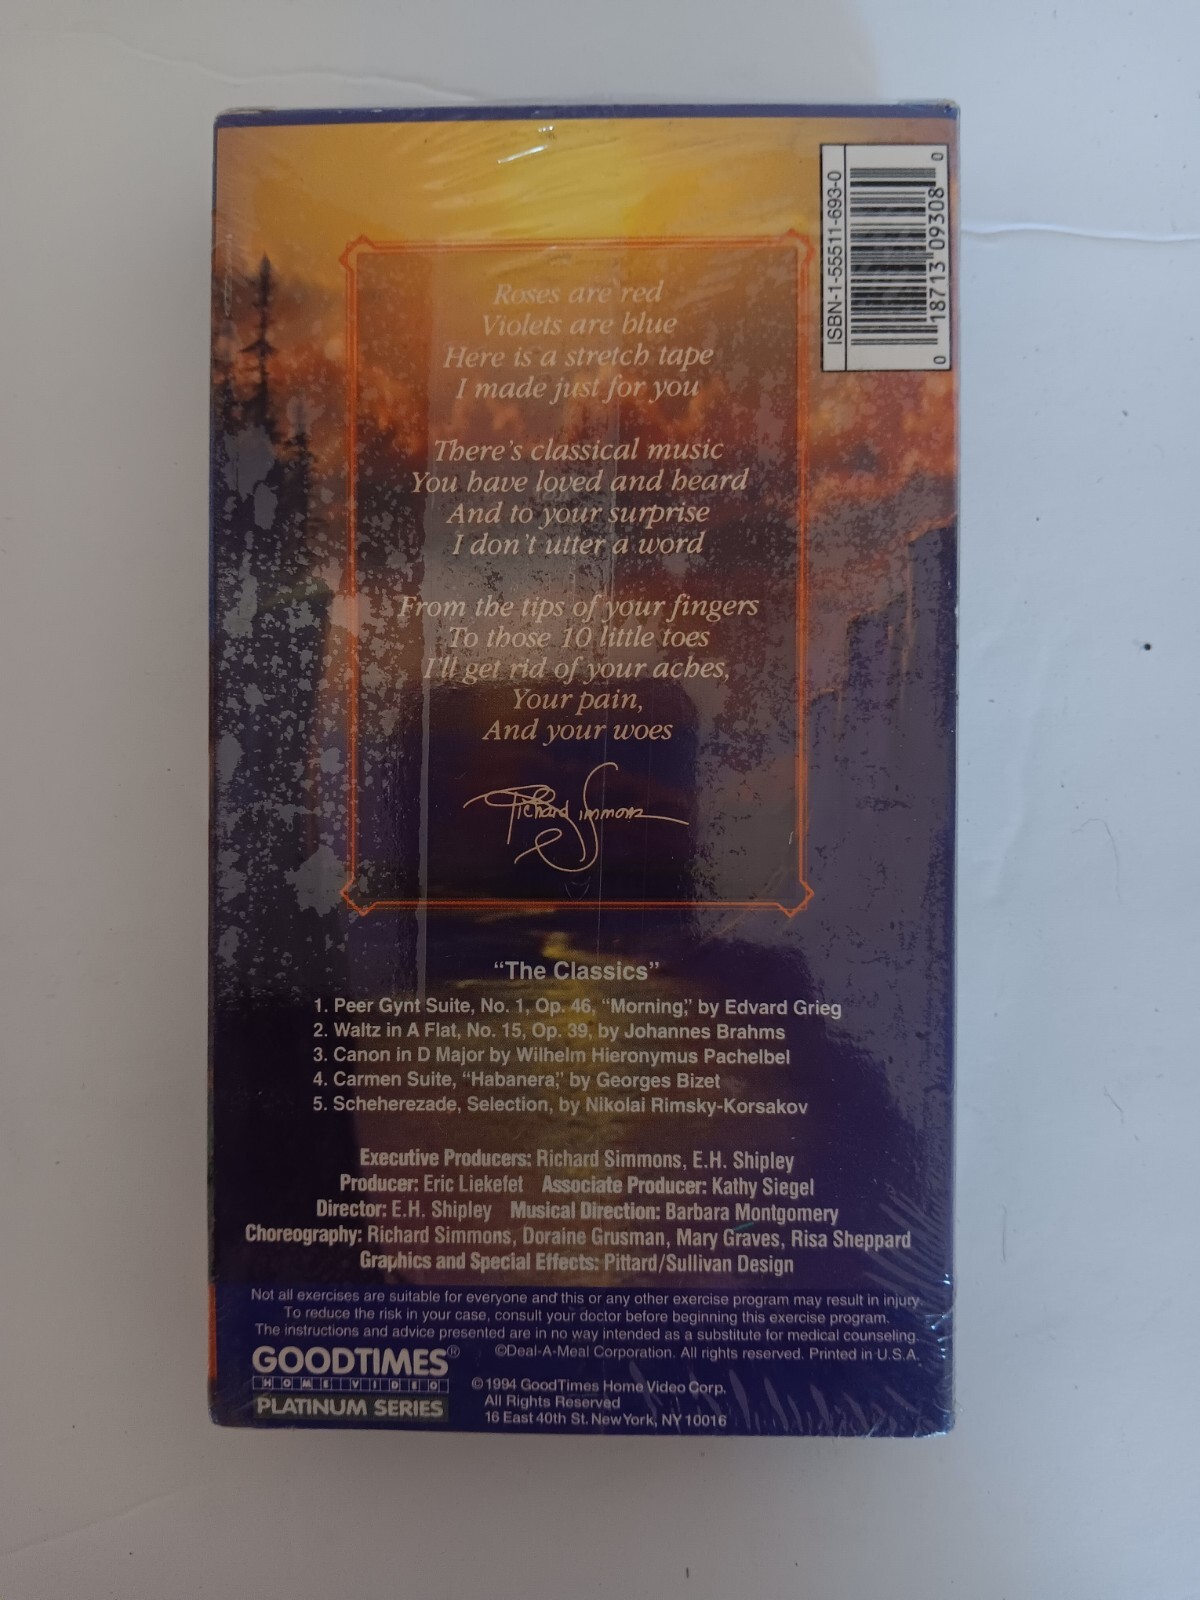 ISBN-1-55511-693-0
0 18713 09308 0
Roses are red
Violets are blue
Here is a stretch tape
I made just for you
There's classical music
You have loved and heard
And to your surprise
I don't utter a word
From the tips of your fingers
To those 10 little toes
I'll get rid of your aches,
Your pain,
And your woes
Richard Simmons
"The Classics"
1. Peer Gynt Suite, No. 1, Op. 46, "Morning," by Edvard Grieg
2. Waltz in A Flat, No. 15, Op. 39, by Johannes Brahms
3. Canon in D Major by Wilhelm Hieronymus Pachelbel
4. Carmen Suite, "Habanera," by Georges Bizet
5. Scheherezade, Selection, by Nikolai Rimsky-Korsakov
Executive Producers: Richard Simmons, E.H. Shipley
Producer: Eric Liekefet Associate Producer: Kathy Siegel
Director: E.H. Shipley Musical Direction: Barbara Montgomery
Choreography: Richard Simmons, Doraine Grusman, Mary Graves, Risa Sheppard
Graphics and Special Effects: Pittard/Sullivan Design
Not all exercises are suitable for everyone and this or any other exercise program may result in injury.
To reduce the risk in your case, consult your doctor before beginning this exercise program.
The instructions and advice presented are in no way intended as a substitute for medical counseling.
©Deal-A-Meal Corporation. All rights reserved. Printed in U.S.A.
GOODTIMES®
HOME VIDEO
PLATINUM SERIES
©1994 GoodTimes Home Video Corp.
All Rights Reserved
16 East 40th St. New York, NY 10016